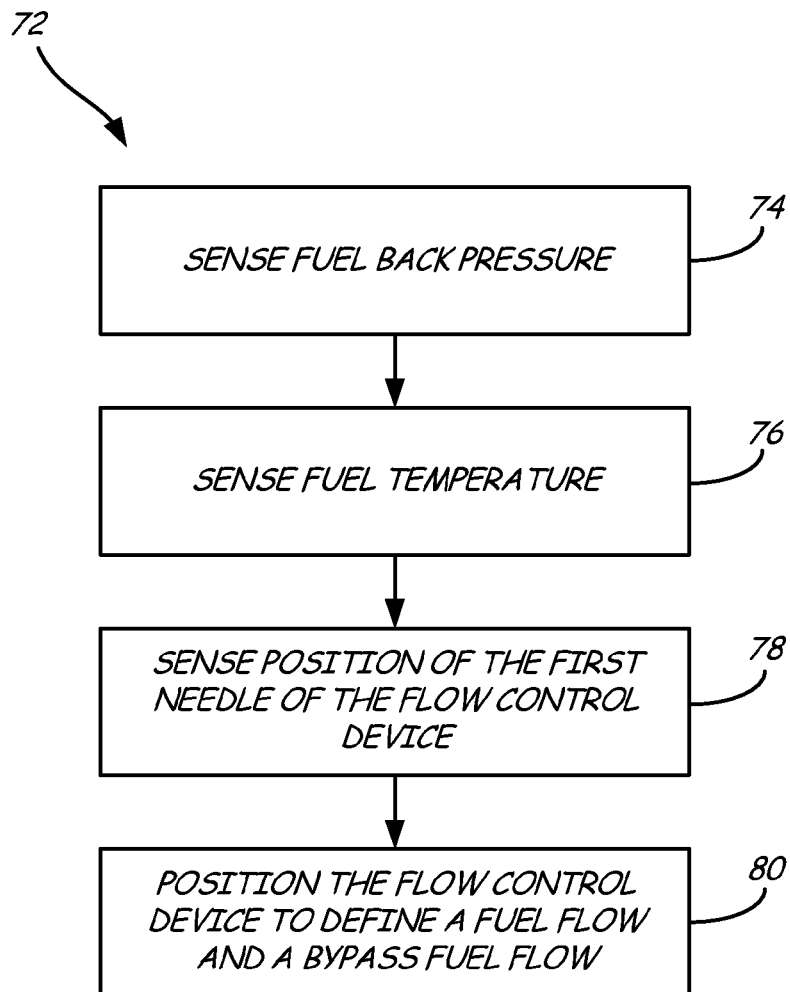 72
SENSE FUEL BACK PRESSURE
74
SENSE FUEL TEMPERATURE
76
SENSE POSITION OF THE FIRST
NEEDLE OF THE FLOW CONTROL
DEVICE
78
POSITION THE FLOW CONTROL
DEVICE TO DEFINE A FUEL FLOW
AND A BYPASS FUEL FLOW
80